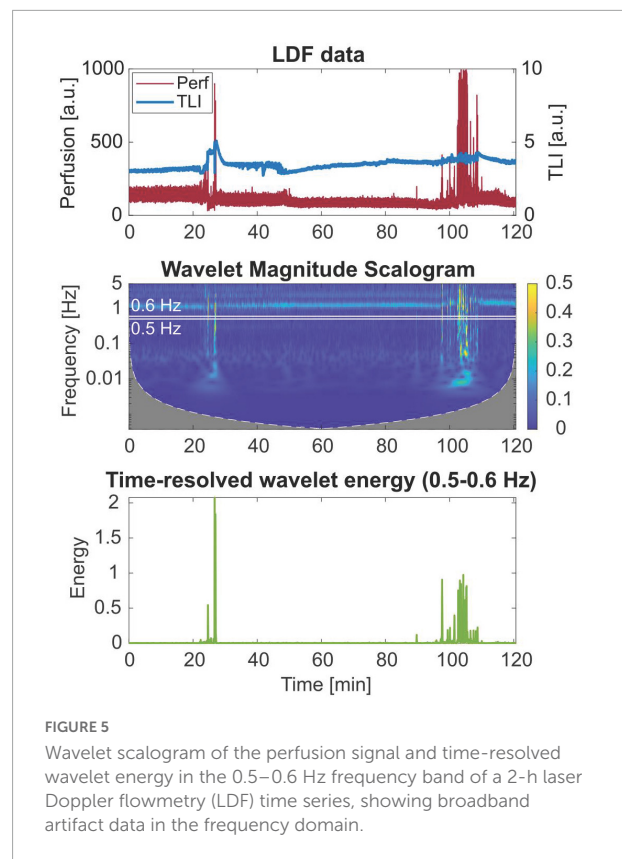 LDF data
1000
500
0
Perfusion [a.u.]
Perf
TLI
10
5
0
TLI [a.u.]
0 20 40 60 80 100 120
Wavelet Magnitude Scalogram
5
1
0.1
0.01
Frequency [Hz]
0.6 Hz
0.5 Hz
0.5
0.4
0.3
0.2
0.1
0
0 20 40 60 80 100 120
Time-resolved wavelet energy (0.5-0.6 Hz)
2
1.5
1
0.5
0
Energy
0 20 40 60 80 100 120
Time [min]
FIGURE 5
Wavelet scalogram of the perfusion signal and time-resolved
wavelet energy in the 0.5–0.6 Hz frequency band of a 2-h laser
Doppler flowmetry (LDF) time series, showing broadband
artifact data in the frequency domain.